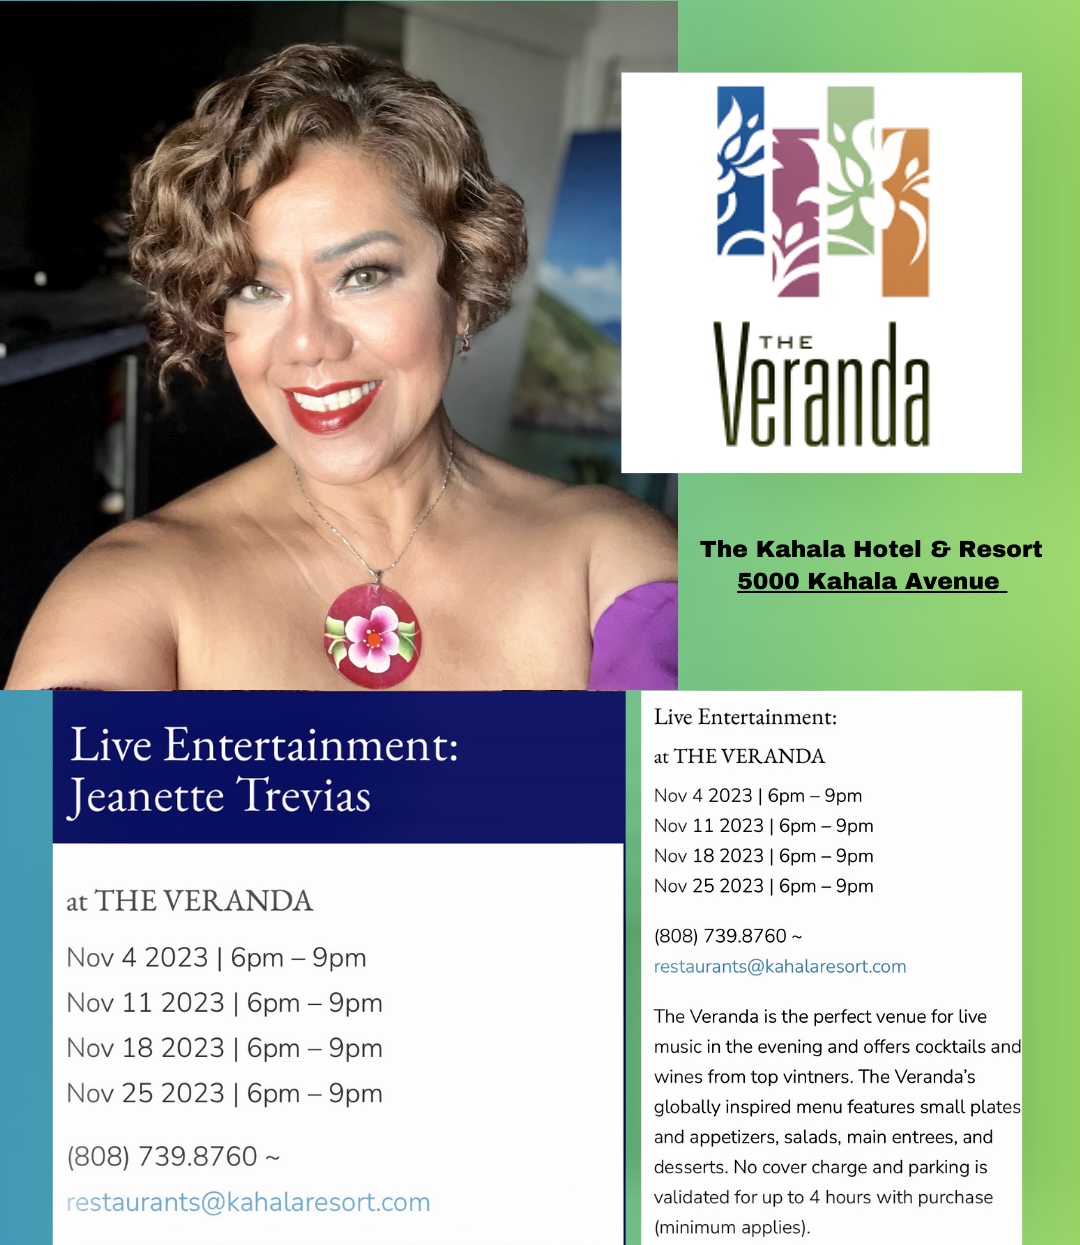 THE
Veranda
The Kahala Hotel & Resort
5000 Kahala Avenue
Live Entertainment:
Jeanette Trevias
at THE VERANDA
Nov 4 2023 | 6pm – 9pm
Nov 11 2023 | 6pm – 9pm
Nov 18 2023 | 6pm – 9pm
Nov 25 2023 | 6pm – 9pm
(808) 739.8760 ~
restaurants@kahalaresort.com
Live Entertainment:
at THE VERANDA
Nov 4 2023 | 6pm – 9pm
Nov 11 2023 | 6pm – 9pm
Nov 18 2023 | 6pm – 9pm
Nov 25 2023 | 6pm – 9pm
(808) 739.8760 ~
restaurants@kahalaresort.com
The Veranda is the perfect venue for live
music in the evening and offers cocktails and
wines from top vintners. The Veranda’s
globally inspired menu features small plates
and appetizers, salads, main entrees, and
desserts. No cover charge and parking is
validated for up to 4 hours with purchase
(minimum applies).